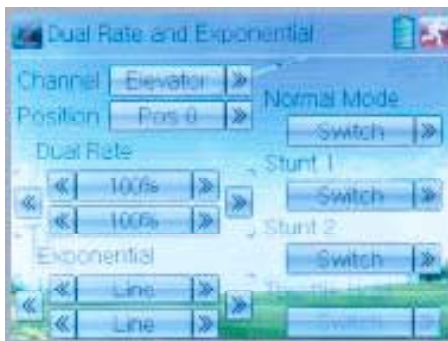 Dual Rate and Exponential
Channel Elevator
Position Pos 0
Dual Rate
100%
100%
Exponential
Line
Line
Normal Mode
Switch
Stunt 1
Switch
Stunt 2
Switch
Switch